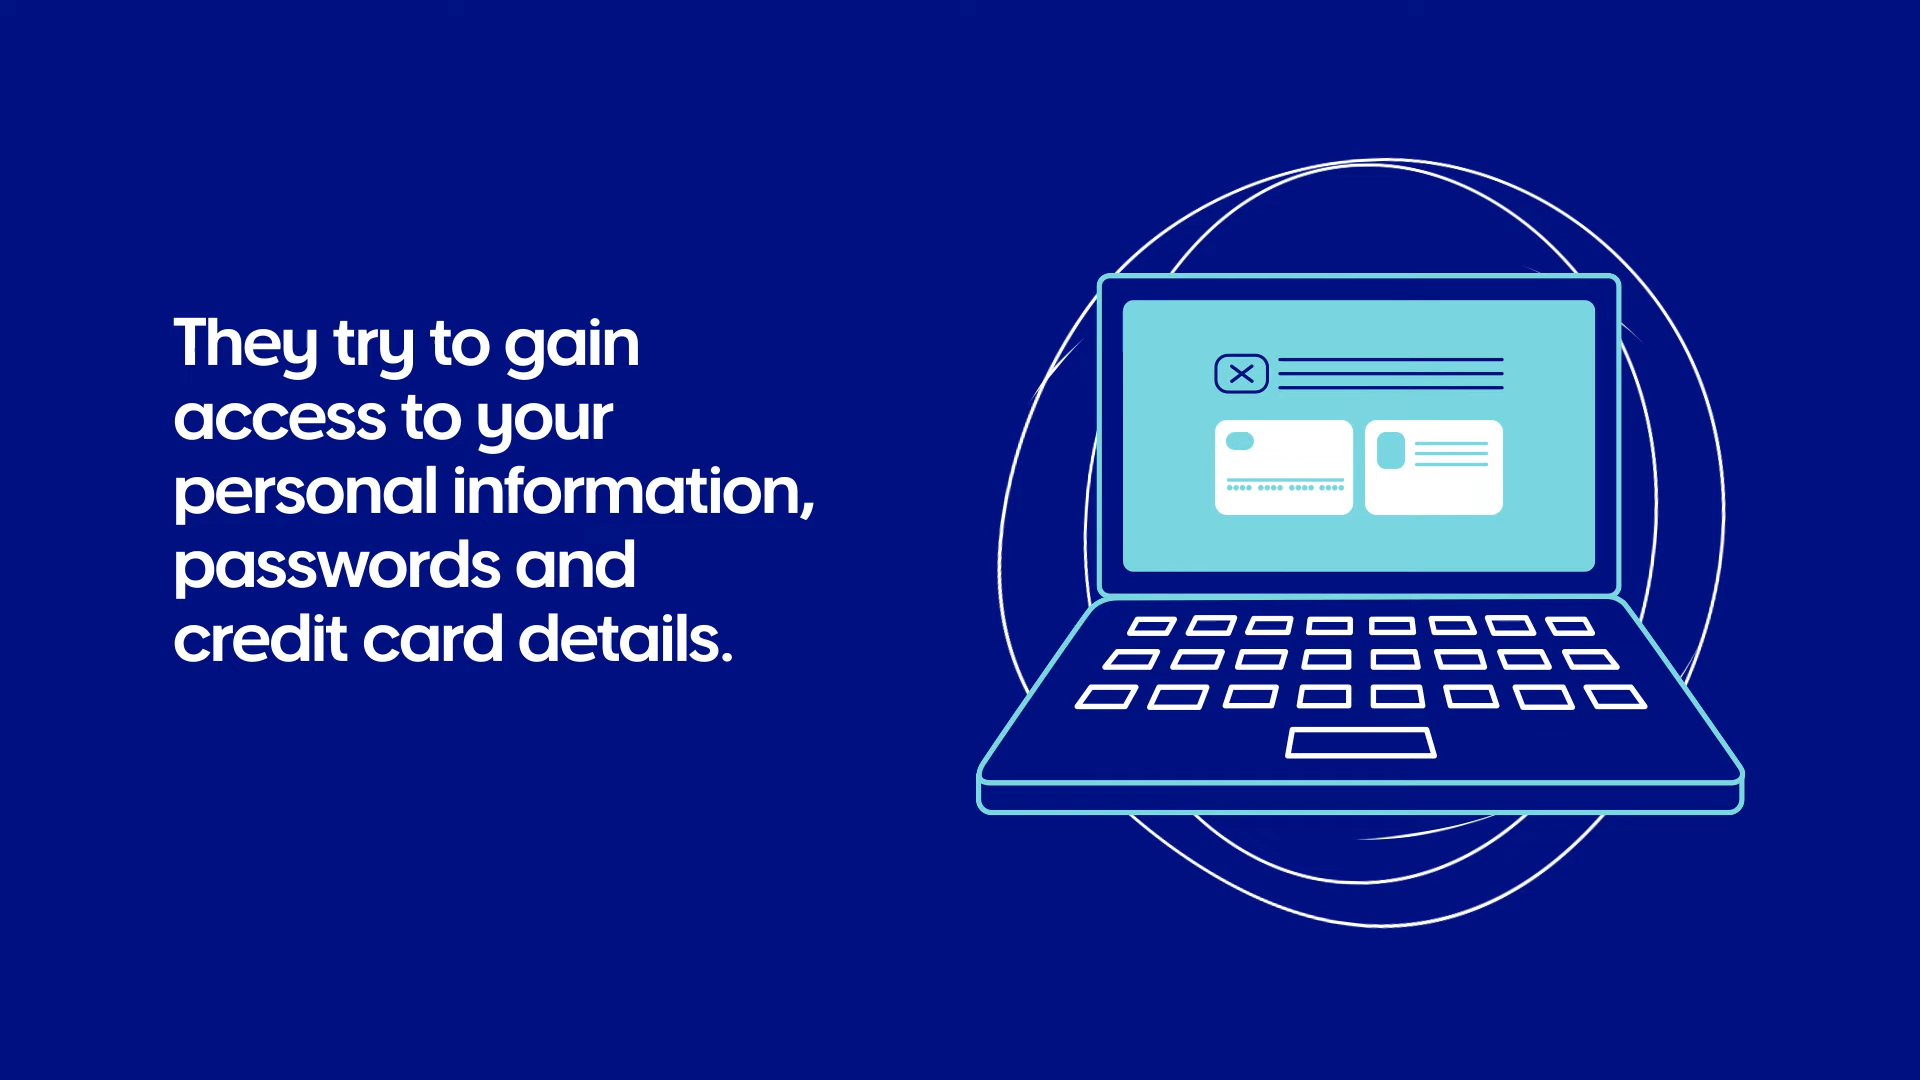 They try to gain
access to your
personal information,
passwords and
credit card details.